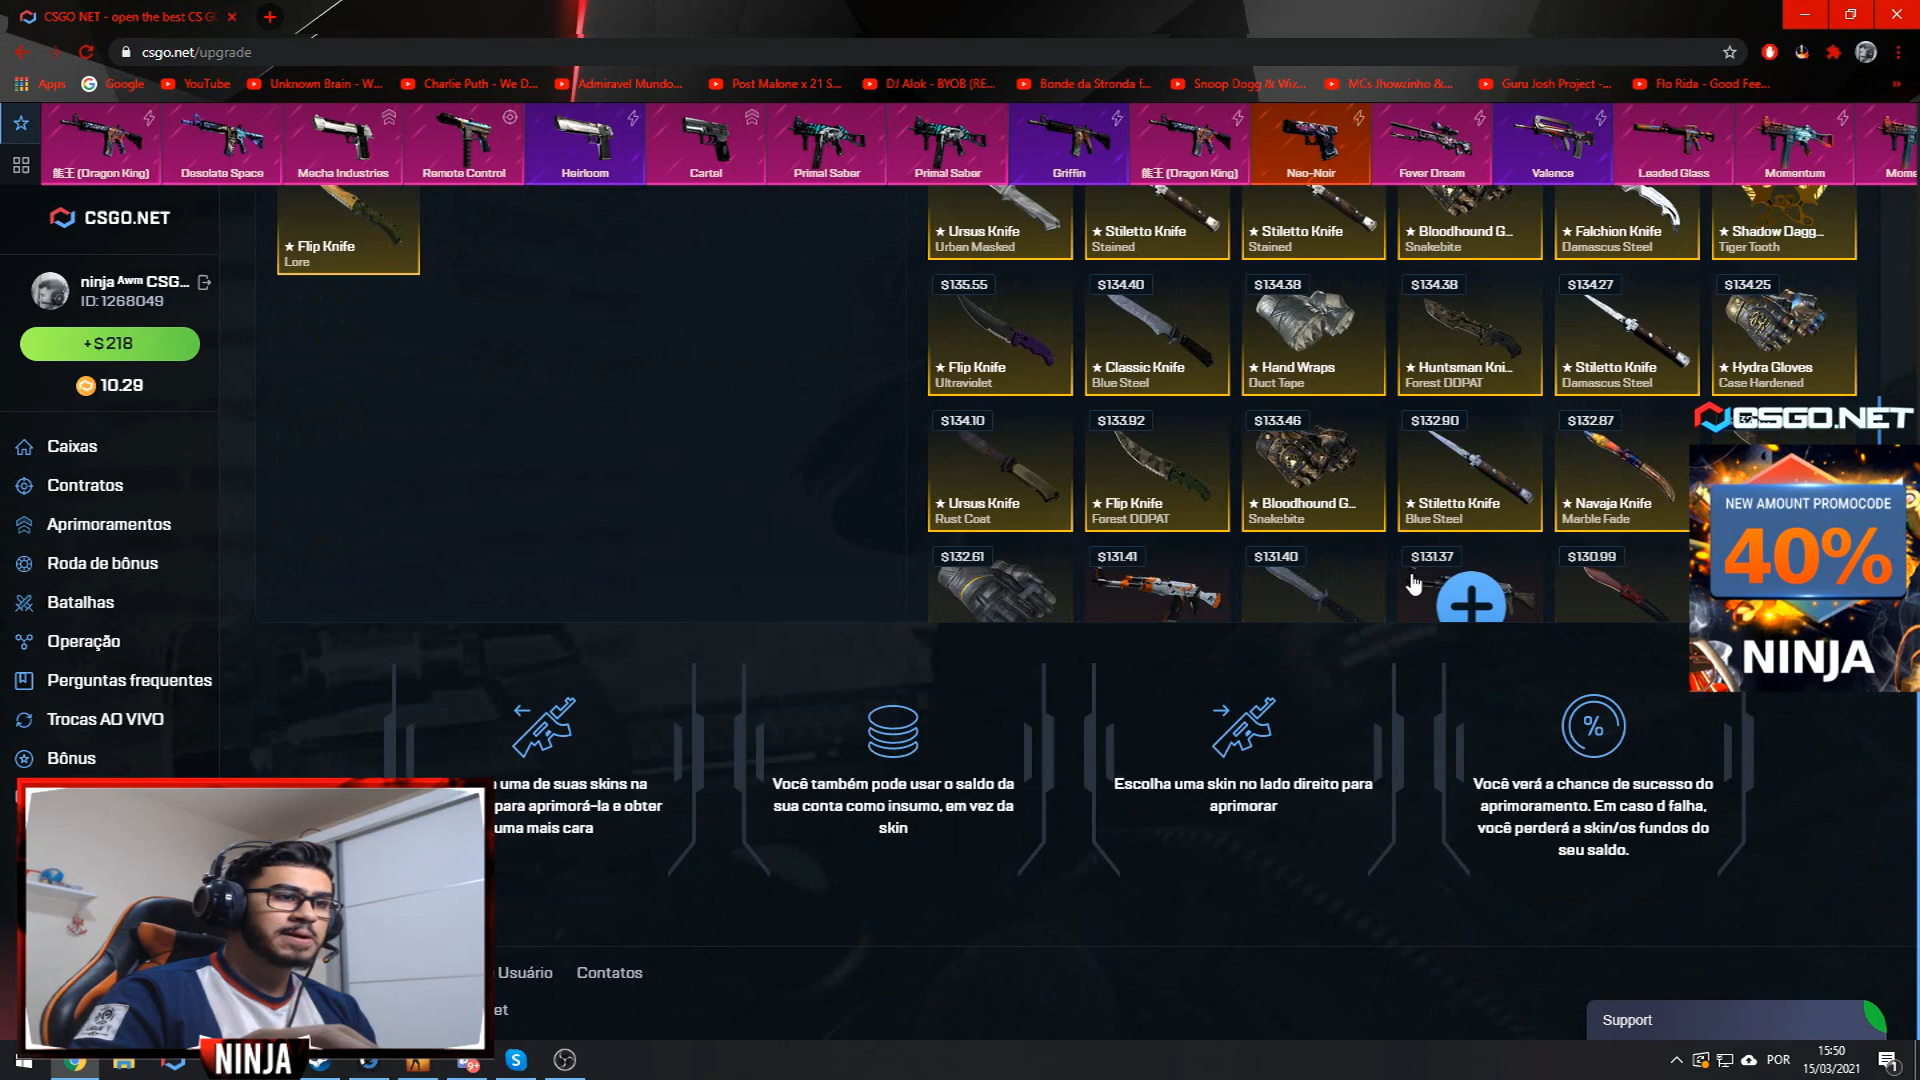 CSGO NET - open the best CS G
csgo.net/upgrade
Apps
Google
YouTube
Unknown Brain - W...
Charlie Puth - We D...
Admiravel Mundo...
Post Malone x 21 S...
DJ Alok - BYOB (RE...
Bonde da Stronda f...
Snoop Dogg & Wiz...
MCs Jhowzinho &...
Guru Josh Project -...
Flo Rida - Good Fee...
龍王 (Dragon King)
Desolate Space
Mecha Industries
Remote Control
Heirloom
Cartel
Primal Saber
Primal Saber
Griffin
龍王 (Dragon King)
Neo-Noir
Fever Dream
Valence
Leaded Glass
Momentum
Mome
CSGO.NET
ninja ᴬʷᵐ CSG...
ID: 1268049
+$ 218
10.29
Caixas
Contratos
Aprimoramentos
Roda de bônus
Batalhas
Operação
Perguntas frequentes
Trocas AO VIVO
Bônus
★ Flip Knife
Lore
★ Ursus Knife
Urban Masked
★ Stiletto Knife
Stained
★ Stiletto Knife
Stained
★ Bloodhound G...
Snakebite
★ Falchion Knife
Damascus Steel
★ Shadow Dagg...
Tiger Tooth
$135.55
★ Flip Knife
Ultraviolet
$134.40
★ Classic Knife
Blue Steel
$134.38
★ Hand Wraps
Duct Tape
$134.38
★ Huntsman Kni...
Forest DDPAT
$134.27
★ Stiletto Knife
Damascus Steel
$134.25
★ Hydra Gloves
Case Hardened
$134.10
★ Ursus Knife
Rust Coat
$133.92
★ Flip Knife
Forest DDPAT
$133.46
★ Bloodhound G...
Snakebite
$132.90
★ Stiletto Knife
Blue Steel
$132.87
★ Navaja Knife
Marble Fade
$132.61
$131.41
$131.40
$131.37
$130.99
CSGO.NET
NEW AMOUNT PROMOCODE
40%
NINJA
uma de suas skins na
para aprimorá-la e obter
uma mais cara
Você também pode usar o saldo da
sua conta como insumo, em vez da
skin
Escolha uma skin no lado direito para
aprimorar
%
Você verá a chance de sucesso do
aprimoramento. Em caso d falha,
você perderá a skin/os fundos do
seu saldo.
Usuário
Contatos
et
Support
NINJA
9+
POR
15:50
15/03/2021
1